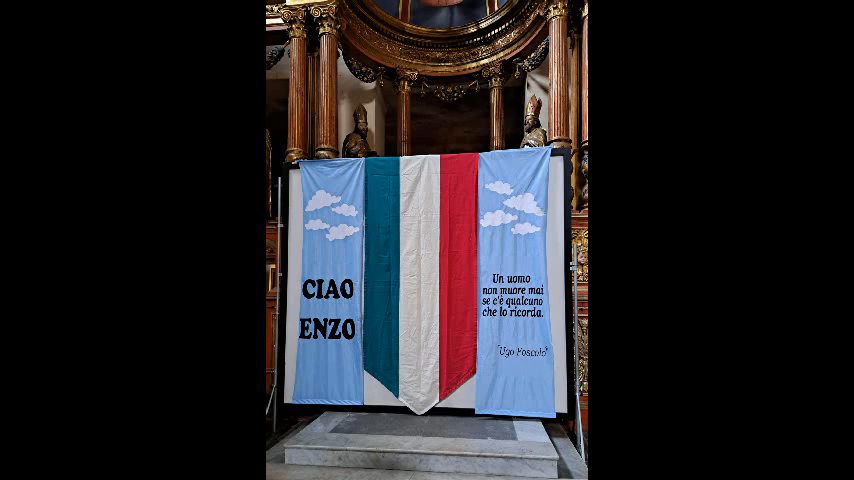 CIAO
ENZO
Un uomo
non muore mai
se c'è qualcuno
che lo ricorda.
"Ugo Foscolo"